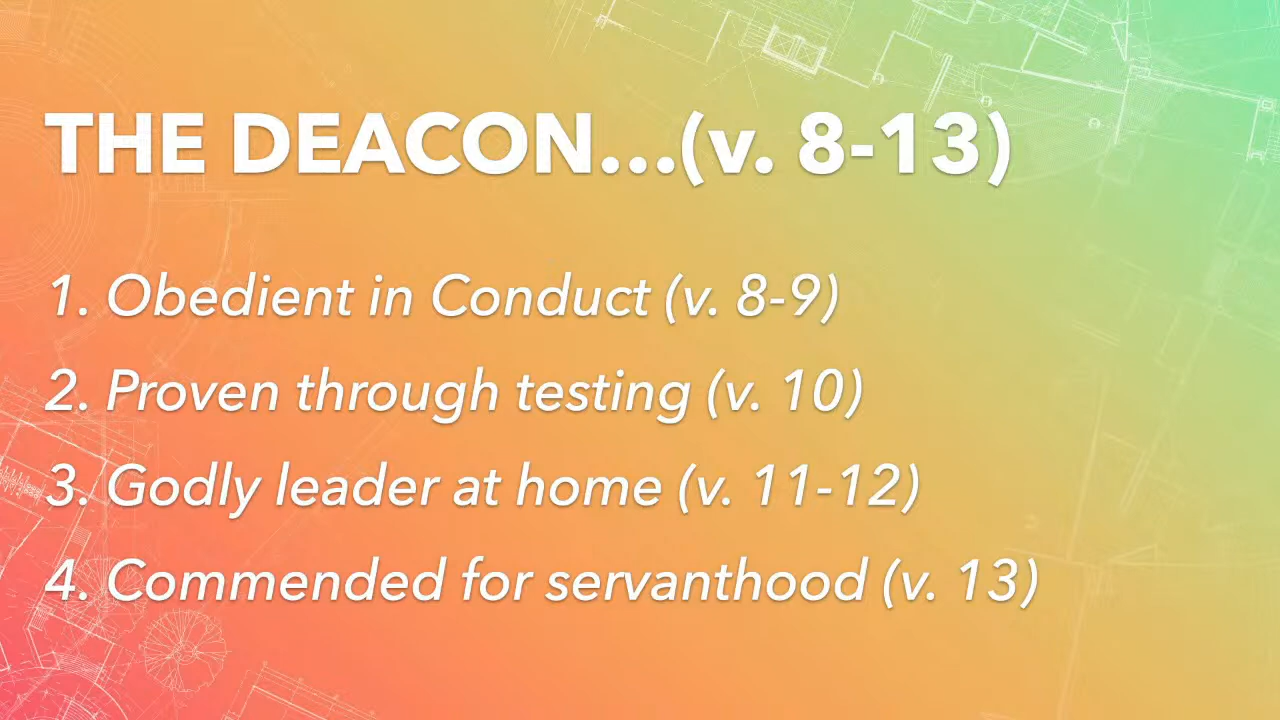 THE DEACON...(v. 8-13)
1. Obedient in Conduct (v. 8-9)
2. Proven through testing (v. 10)
3. Godly leader at home (v. 11-12)
4. Commended for servanthood (v. 13)